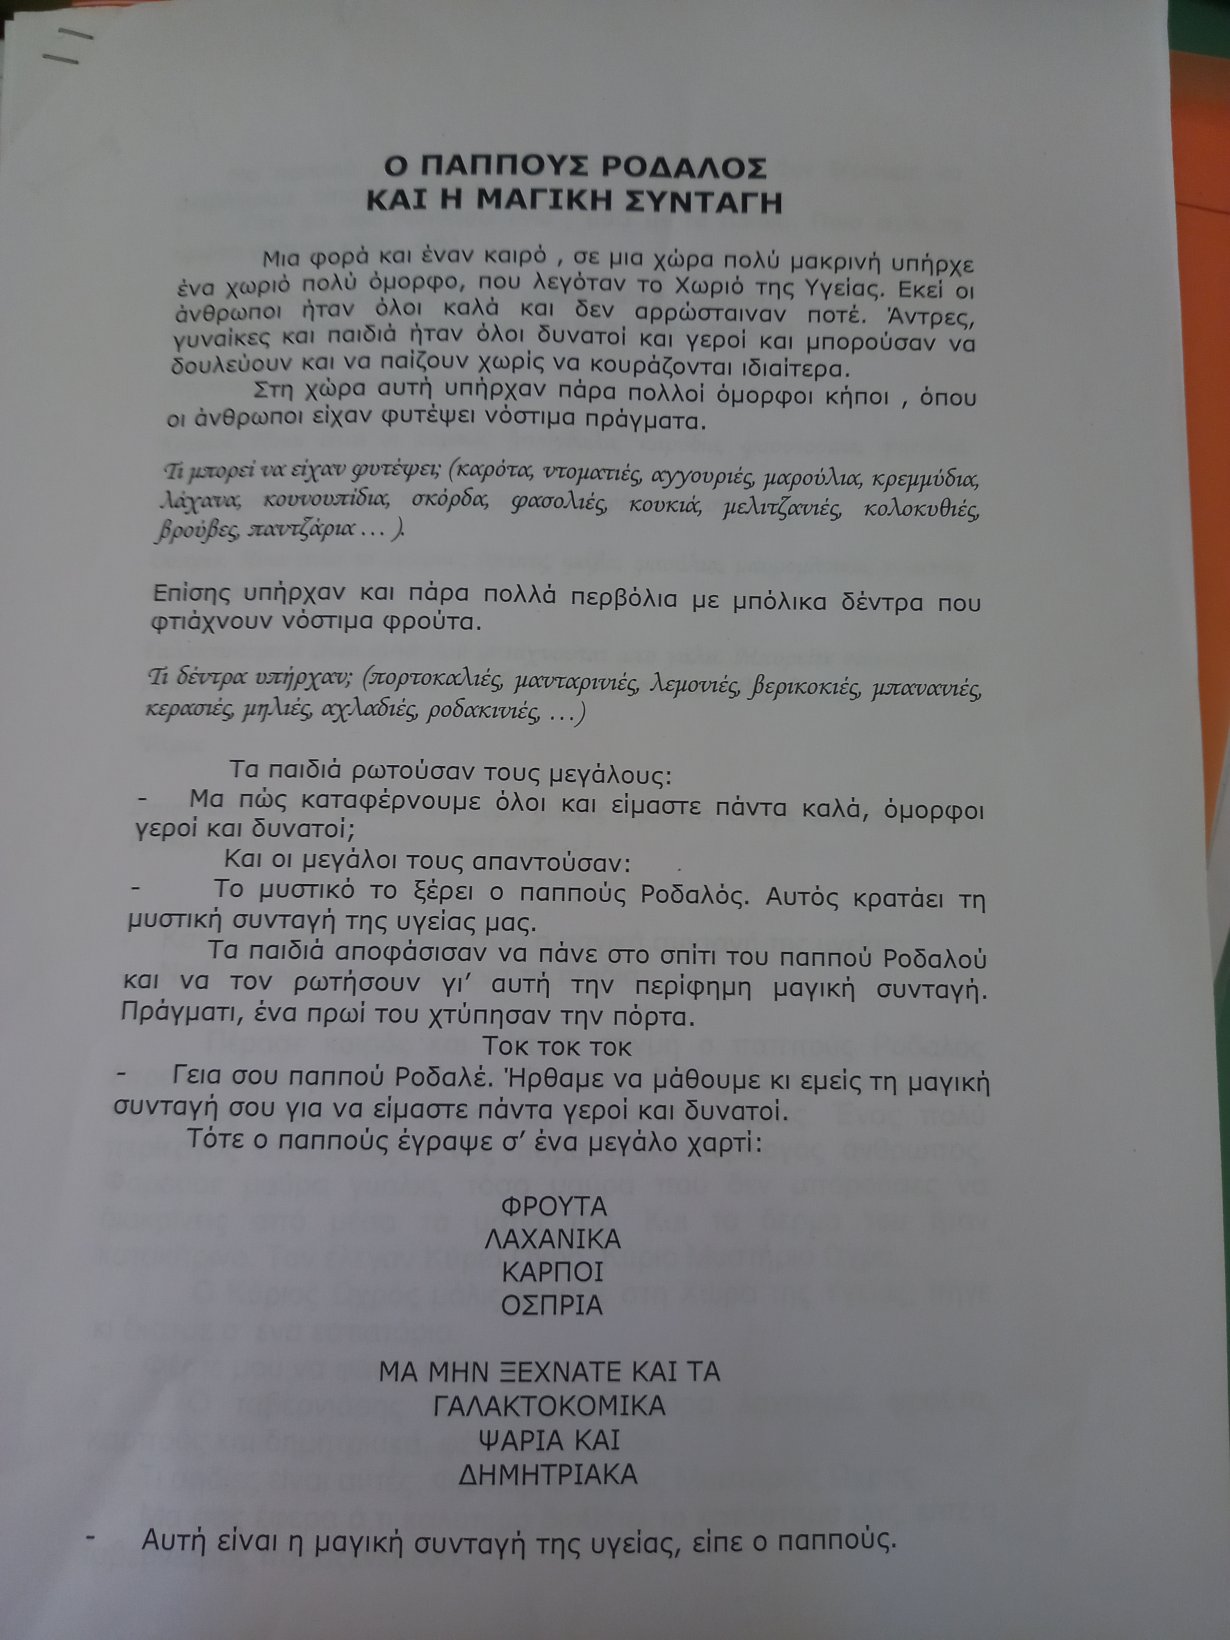 Ο ΠΑΠΠΟΥΣ ΡΟΔΑΛΟΣ
ΚΑΙ Η ΜΑΓΙΚΗ ΣΥΝΤΑΓΗ
Μια φορά και έναν καιρό , σε μια χώρα πολύ μακρινή υπήρχε
ένα χωριό πολύ όμορφο, που λεγόταν το Χωριό της Υγείας. Εκεί οι
άνθρωποι ήταν όλοι καλά και δεν αρρώσταιναν ποτέ. Άντρες,
γυναίκες και παιδιά ήταν όλοι δυνατοί και γεροί και μπορούσαν να
δουλεύουν και να παίζουν χωρίς να κουράζονται ιδιαίτερα.
Στη χώρα αυτή υπήρχαν πάρα πολλοί όμορφοι κήποι , όπου
οι άνθρωποι είχαν φυτέψει νόστιμα πράγματα.
Τι μπορεί να είχαν φυτέψει; (καρότα, ντοματιές, αγγουριές, μαρούλια, κρεμμύδια,
λάχανα, κουνουπίδια, σκόρδα, φασολιές, κουκιά, μελιτζανιές, κολοκυθιές,
βρούβες, παντζάρια ... ).
Επίσης υπήρχαν και πάρα πολλά περβόλια με μπόλικα δέντρα που
φτιάχνουν νόστιμα φρούτα.
Τι δέντρα υπήρχαν; (πορτοκαλιές, μανταρινιές, λεμονιές, βερικοκιές, μπανανιές,
κερασιές, μηλιές, αχλαδιές, ροδακινιές, ...)
Τα παιδιά ρωτούσαν τους μεγάλους:
- Μα πώς καταφέρνουμε όλοι και είμαστε πάντα καλά, όμορφοι
γεροί και δυνατοί;
Και οι μεγάλοι τους απαντούσαν:
- Το μυστικό το ξέρει ο παππούς Ροδαλός. Αυτός κρατάει τη
μυστική συνταγή της υγείας μας.
Τα παιδιά αποφάσισαν να πάνε στο σπίτι του παππού Ροδαλού
και να τον ρωτήσουν γι' αυτή την περίφημη μαγική συνταγή.
Πράγματι, ένα πρωί του χτύπησαν την πόρτα.
Τοκ τοκ τοκ
- Γεια σου παππού Ροδαλέ. Ήρθαμε να μάθουμε κι εμείς τη μαγική
συνταγή σου για να είμαστε πάντα γεροί και δυνατοί.
Τότε ο παππούς έγραψε σ' ένα μεγάλο χαρτί:
ΦΡΟΥΤΑ
ΛΑΧΑΝΙΚΑ
ΚΑΡΠΟΙ
ΟΣΠΡΙΑ
ΜΑ ΜΗΝ ΞΕΧΝΑΤΕ ΚΑΙ ΤΑ
ΓΑΛΑΚΤΟΚΟΜΙΚΑ
ΨΑΡΙΑ ΚΑΙ
ΔΗΜΗΤΡΙΑΚΑ
- Αυτή είναι η μαγική συνταγή της υγείας, είπε ο παππούς.